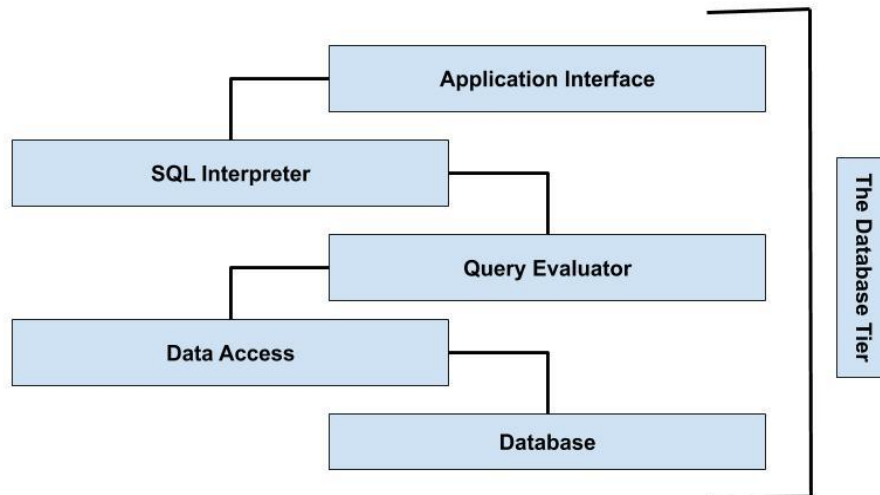 Application Interface
SQL Interpreter
Query Evaluator
Data Access
Database
The Database Tier